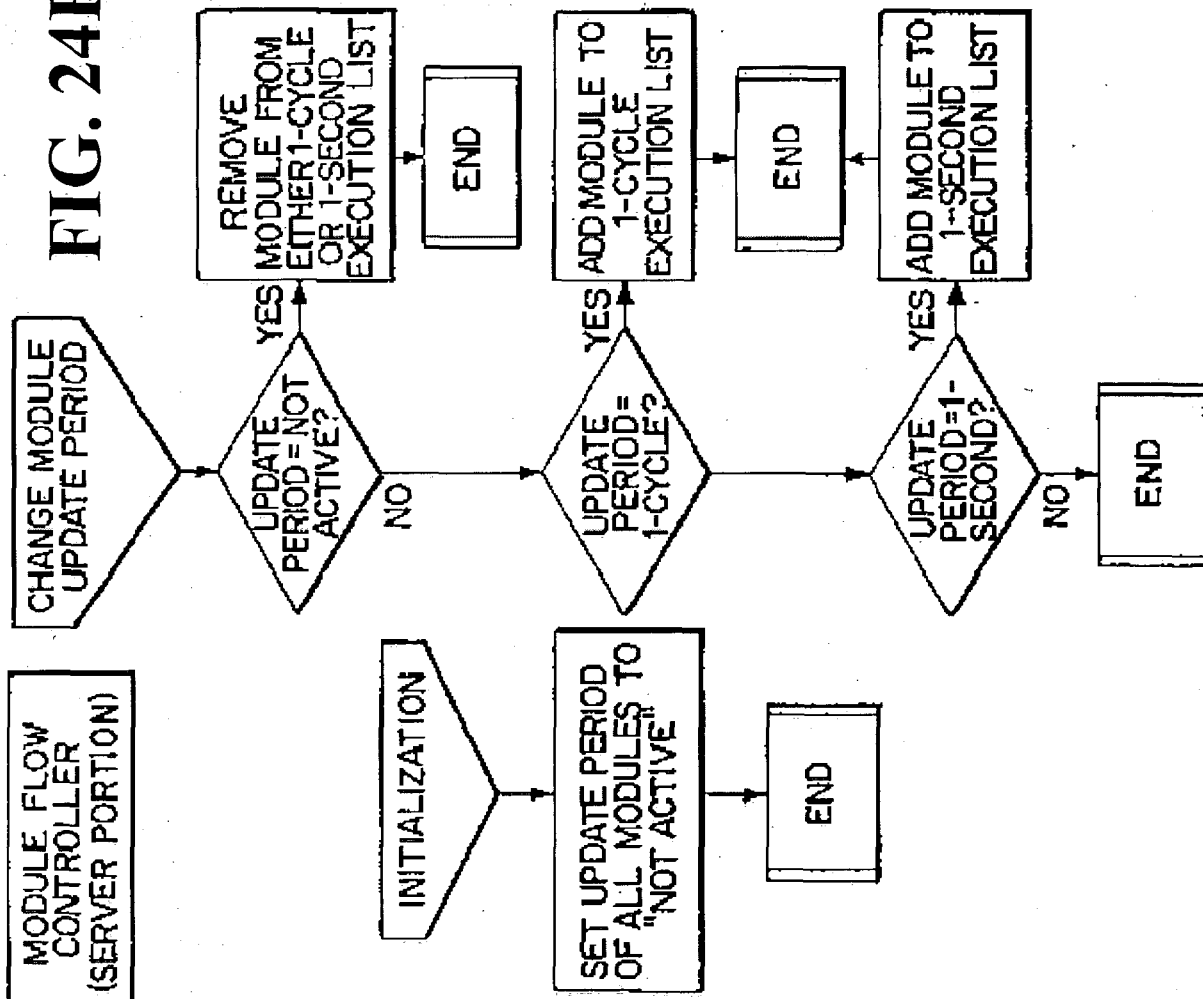 FIG. 24
MODULE FLOW
CONTROLLER
(SERVER PORTION)
INITIALIZATION
SET UPDATE PERIOD
OF ALL MODULES TO
"NOT ACTIVE"
END
CHANGE MODULE
UPDATE PERIOD
UPDATE
PERIOD=NOT
ACTIVE?
YES
NO
REMOVE
MODULE FROM
EITHER 1-CYCLE
OR 1-SECOND
EXECUTION LIST
END
UPDATE
PERIOD=
1-CYCLE?
YES
ADD MODULE TO
1-CYCLE
EXECUTION LIST
END
UPDATE
PERIOD=1-
SECOND?
YES
NO
ADD MODULE TO
1-SECOND
EXECUTION LIST
END